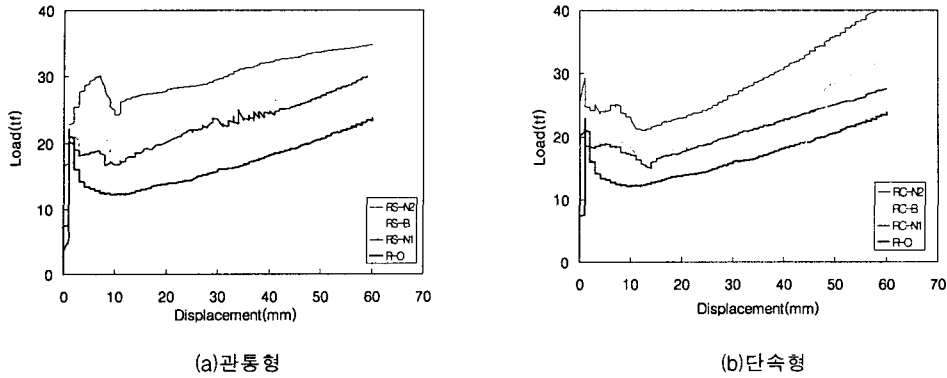 40
30
20
10
0
Load(tf)
0 10 20 30 40 50 60 70
Displacement(mm)
RS-N2
RS-B
RS-N1
R-O
(a)관통형
40
30
20
10
0
Load(tf)
0 10 20 30 40 50 60 70
Displacement(mm)
RC-N2
RC-B
RC-N1
R-O
(b)단속형